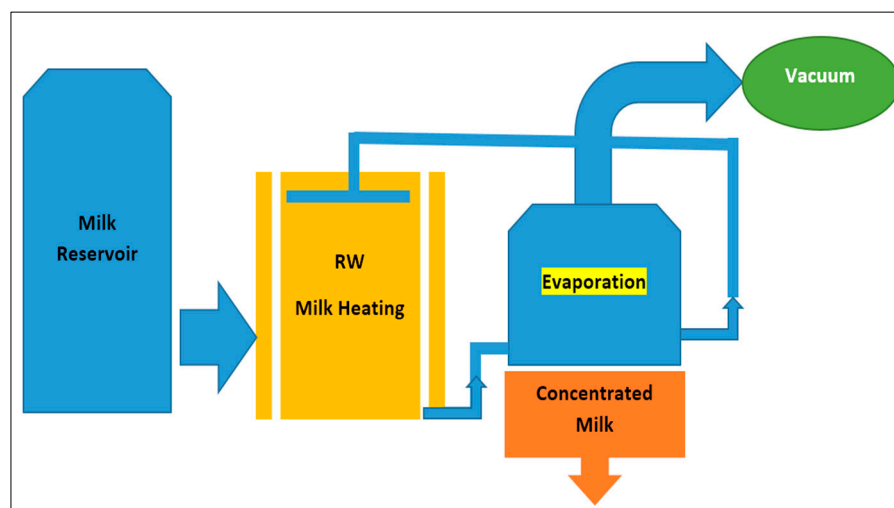 Vacuum
Milk
Reservoir
RW
Milk Heating
Evaporation
Concentrated
Milk